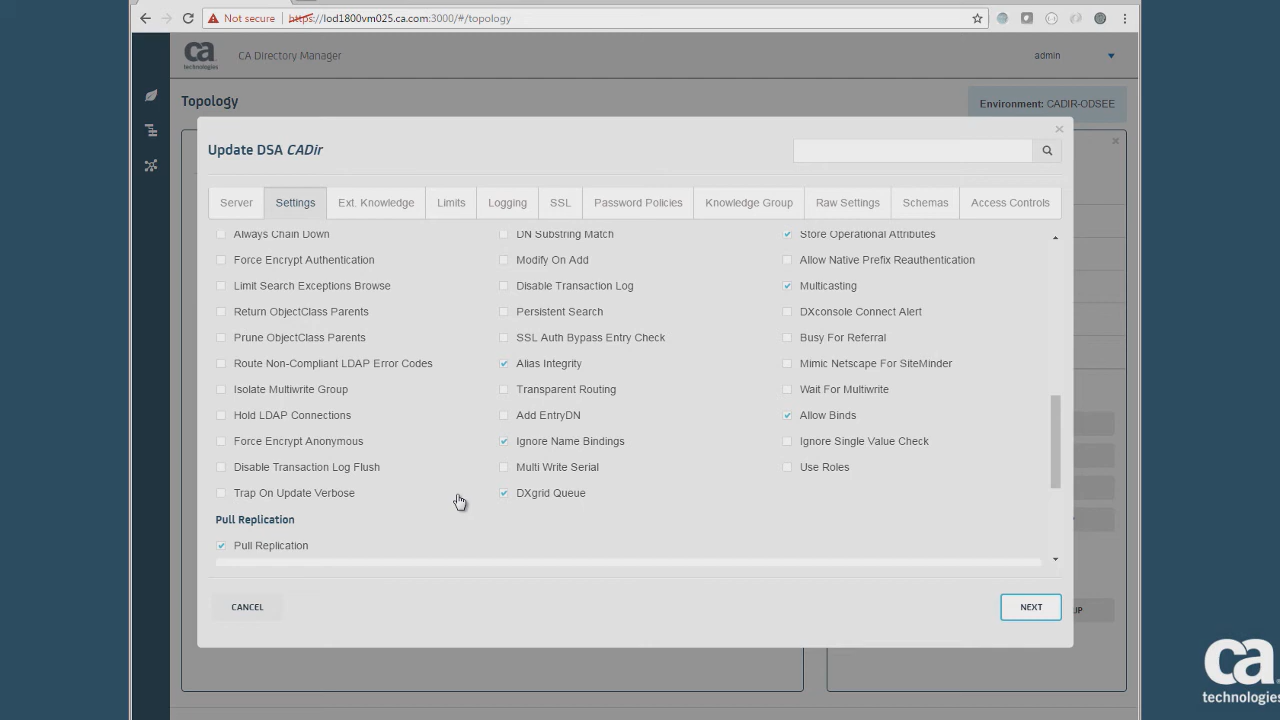 Not secure https://lod1800vm025.ca.com:3000/#/topology
ca technologies CA Directory Manager admin
Topology Environment: CADIR-ODSEE
Update DSA CADir
Server Settings Ext. Knowledge Limits Logging SSL Password Policies Knowledge Group Raw Settings Schemas Access Controls
Always Chain Down DN Substring Match Store Operational Attributes
Force Encrypt Authentication Modify On Add Allow Native Prefix Reauthentication
Limit Search Exceptions Browse Disable Transaction Log Multicasting
Return ObjectClass Parents Persistent Search DXconsole Connect Alert
Prune ObjectClass Parents SSL Auth Bypass Entry Check Busy For Referral
Route Non-Compliant LDAP Error Codes Alias Integrity Mimic Netscape For SiteMinder
Isolate Multiwrite Group Transparent Routing Wait For Multiwrite
Hold LDAP Connections Add EntryDN Allow Binds
Force Encrypt Anonymous Ignore Name Bindings Ignore Single Value Check
Disable Transaction Log Flush Multi Write Serial Use Roles
Trap On Update Verbose DXgrid Queue
Pull Replication
Pull Replication
CANCEL NEXT UP
ca
technologies